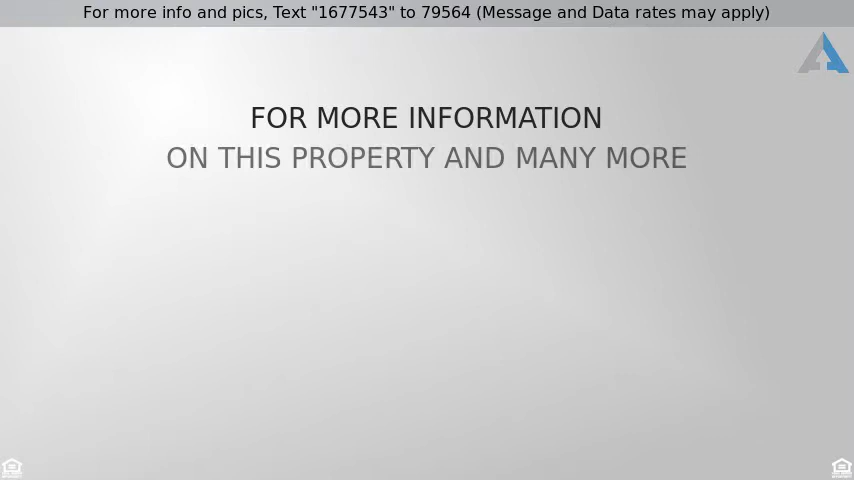 For more info and pics, Text "1677543" to 79564 (Message and Data rates may apply)
FOR MORE INFORMATION
ON THIS PROPERTY AND MANY MORE